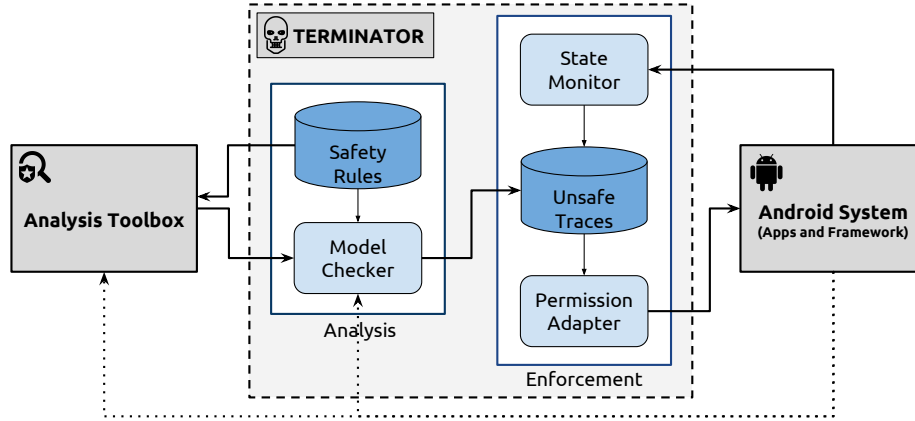 TERMINATOR
State
Monitor
Safety
Rules
Unsafe
Traces
Analysis Toolbox
Model
Checker
Android System
(Apps and Framework)
Permission
Adapter
Analysis
Enforcement